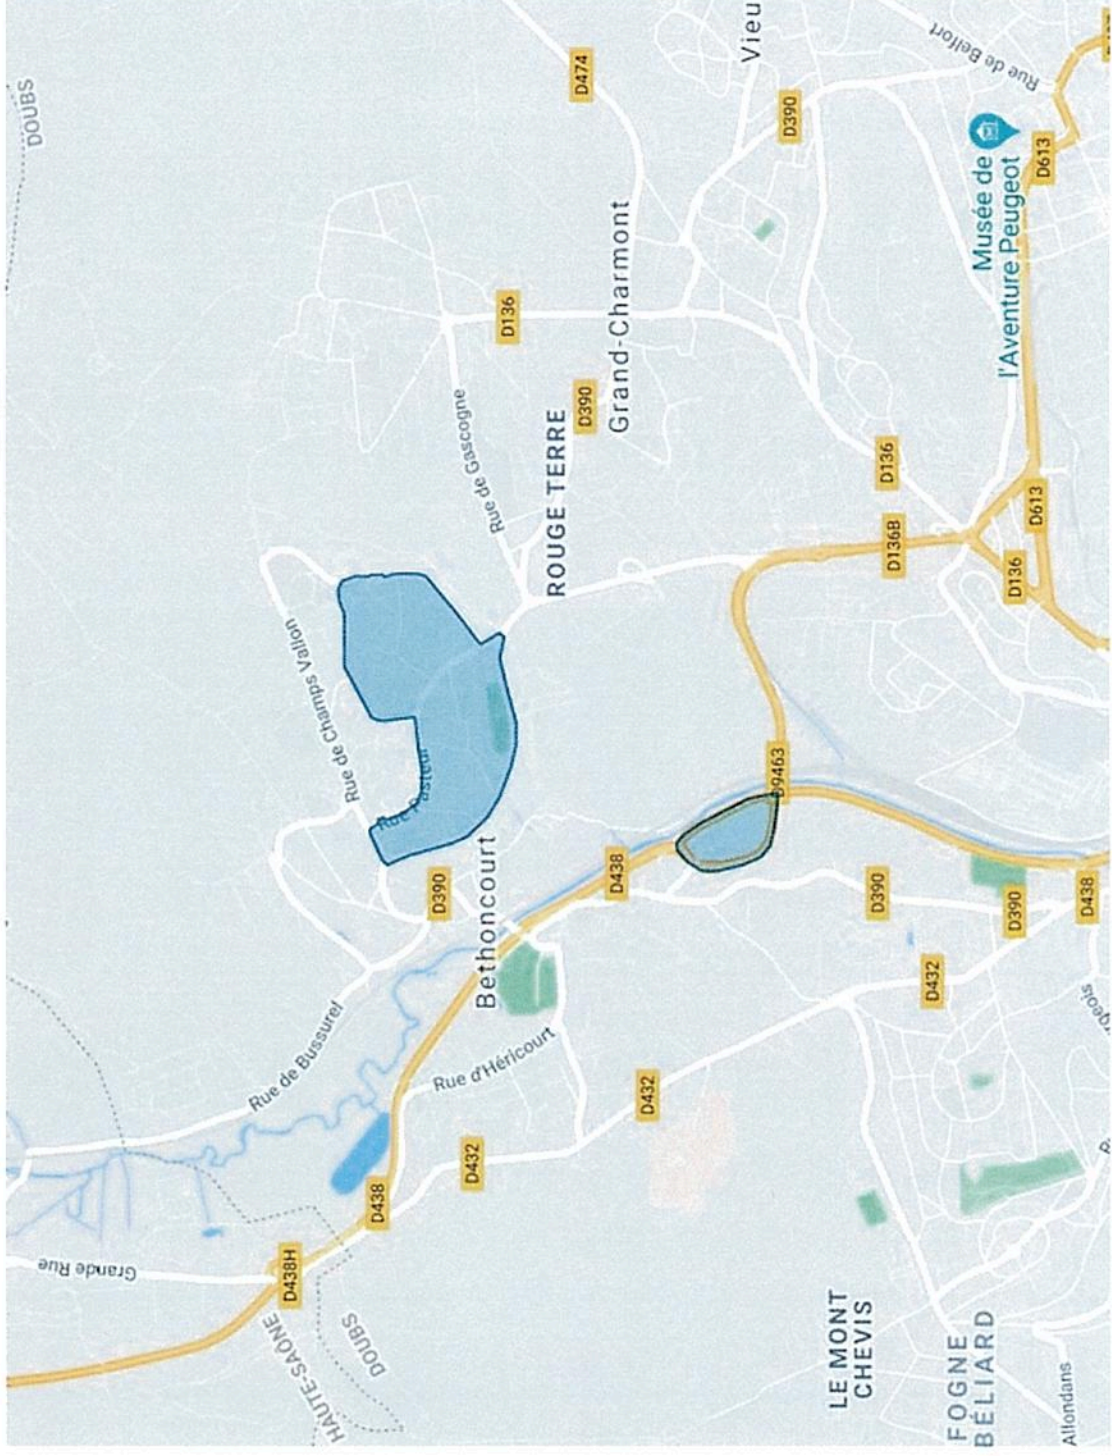 DOUBS
D474
Vieu
Rue de Belfort
D390
D613
Musée de
l'Aventure Peugeot
D136
Grand-Charmont
Rue de Gascogne
D390
ROUGE TERRE
D136
D136B
D613
D136
Rue de Champs Vallon
Rue Pasteur
D9463
Bethoncourt
D390
D438
D390
D390
D438
D432
Rue de Bussurel
Rue d'Héricourt
D432
D432
D438
Grande Rue
D438H
HAUTE-SAÔNE
DOUBS
LE MONT
CHEVIS
FOGNE
BÉLIARD
Allondans
geois